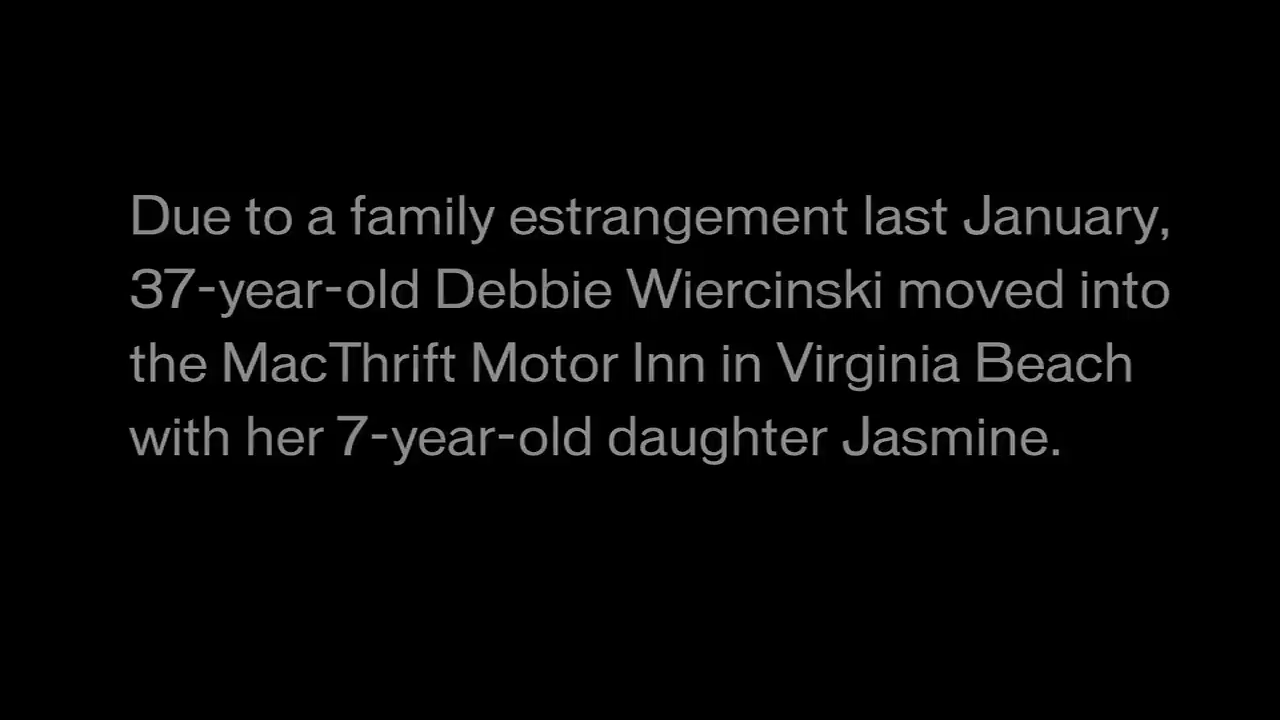 Due to a family estrangement last January,
37-year-old Debbie Wiercinski moved into
the MacThrift Motor Inn in Virginia Beach
with her 7-year-old daughter Jasmine.